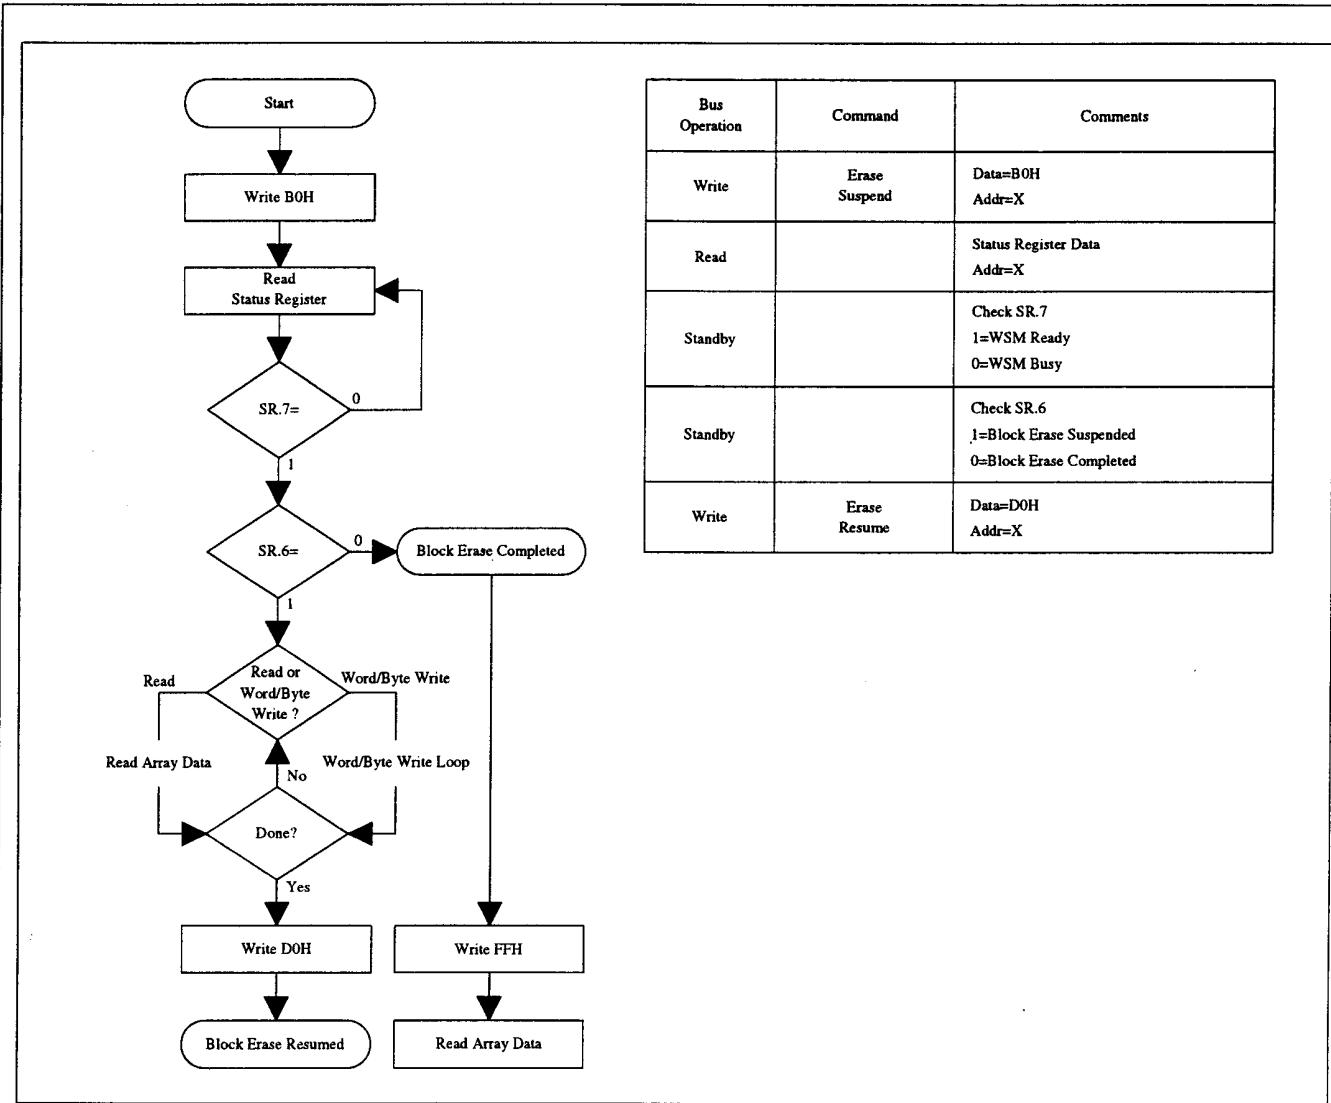 Start
Write B0H
Read
Status Register
SR.7=
0
1
SR.6=
0
Block Erase Completed
1
Read or
Word/Byte
Write ?
Read
Word/Byte Write
Read Array Data
Word/Byte Write Loop
No
Done?
Yes
Write D0H
Write FFH
Block Erase Resumed
Read Array Data
Bus
Operation
Command
Comments
Write
Erase
Suspend
Data=B0H
Addr=X
Read
Status Register Data
Addr=X
Standby
Check SR.7
1=WSM Ready
0=WSM Busy
Standby
Check SR.6
1=Block Erase Suspended
0=Block Erase Completed
Write
Erase
Resume
Data=D0H
Addr=X